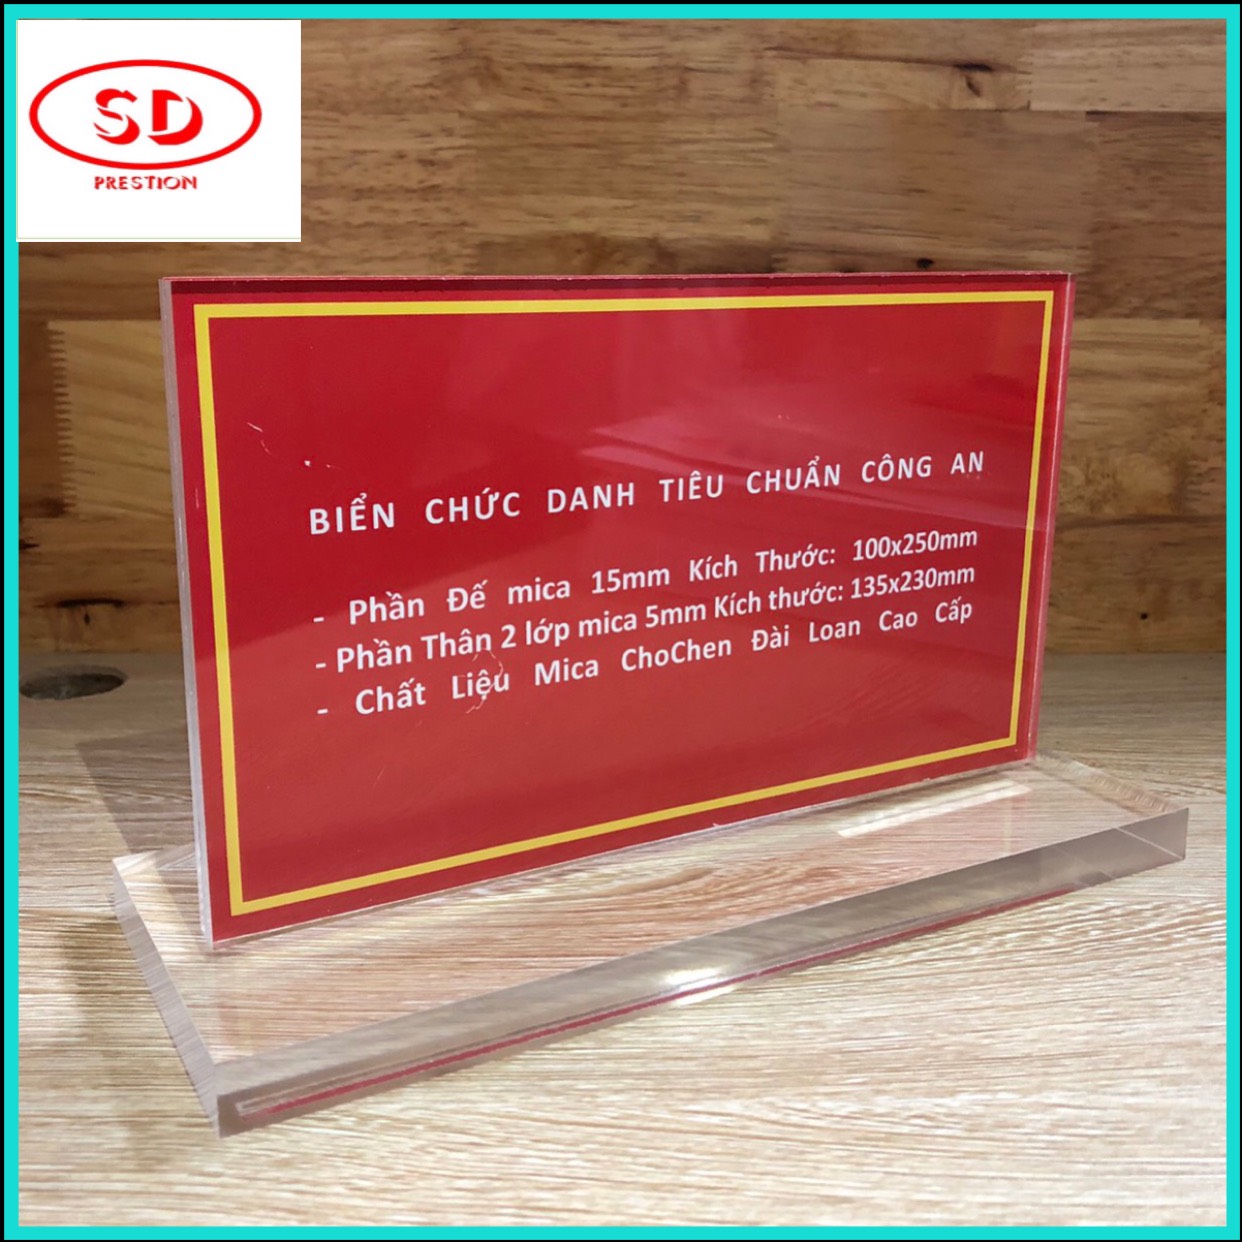 SD
PRESTION
BIỂN CHỨC DANH TIÊU CHUẨN CÔNG AN
- Phần Đế mica 15mm Kích Thước: 100x250mm
- Phần Thân 2 lớp mica 5mm Kích thước: 135x230mm
- Chất Liệu Mica ChoChen Đài Loan Cao Cấp